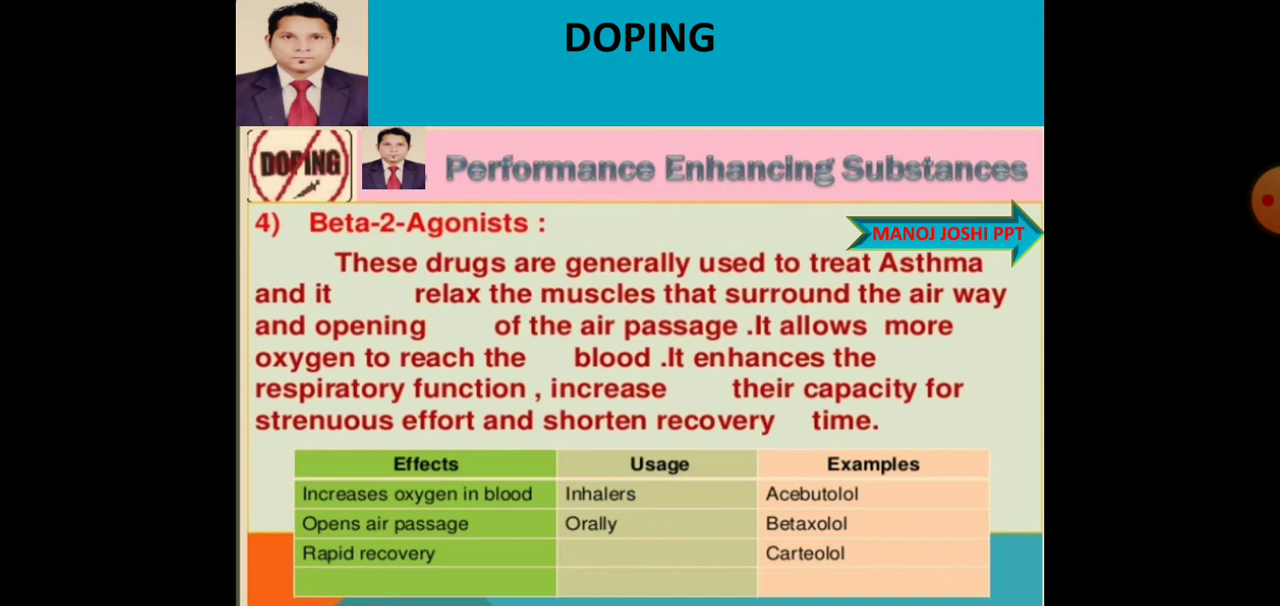 DOPING
DOPING
Performance Enhancing Substances
4) Beta-2-Agonists :
MANOJ JOSHI PPT
These drugs are generally used to treat Asthma
and it relax the muscles that surround the air way
and opening of the air passage .It allows more
oxygen to reach the blood .It enhances the
respiratory function , increase their capacity for
strenuous effort and shorten recovery time.
Effects Usage Examples
Increases oxygen in blood Inhalers Acebutolol
Opens air passage Orally Betaxolol
Rapid recovery Carteolol